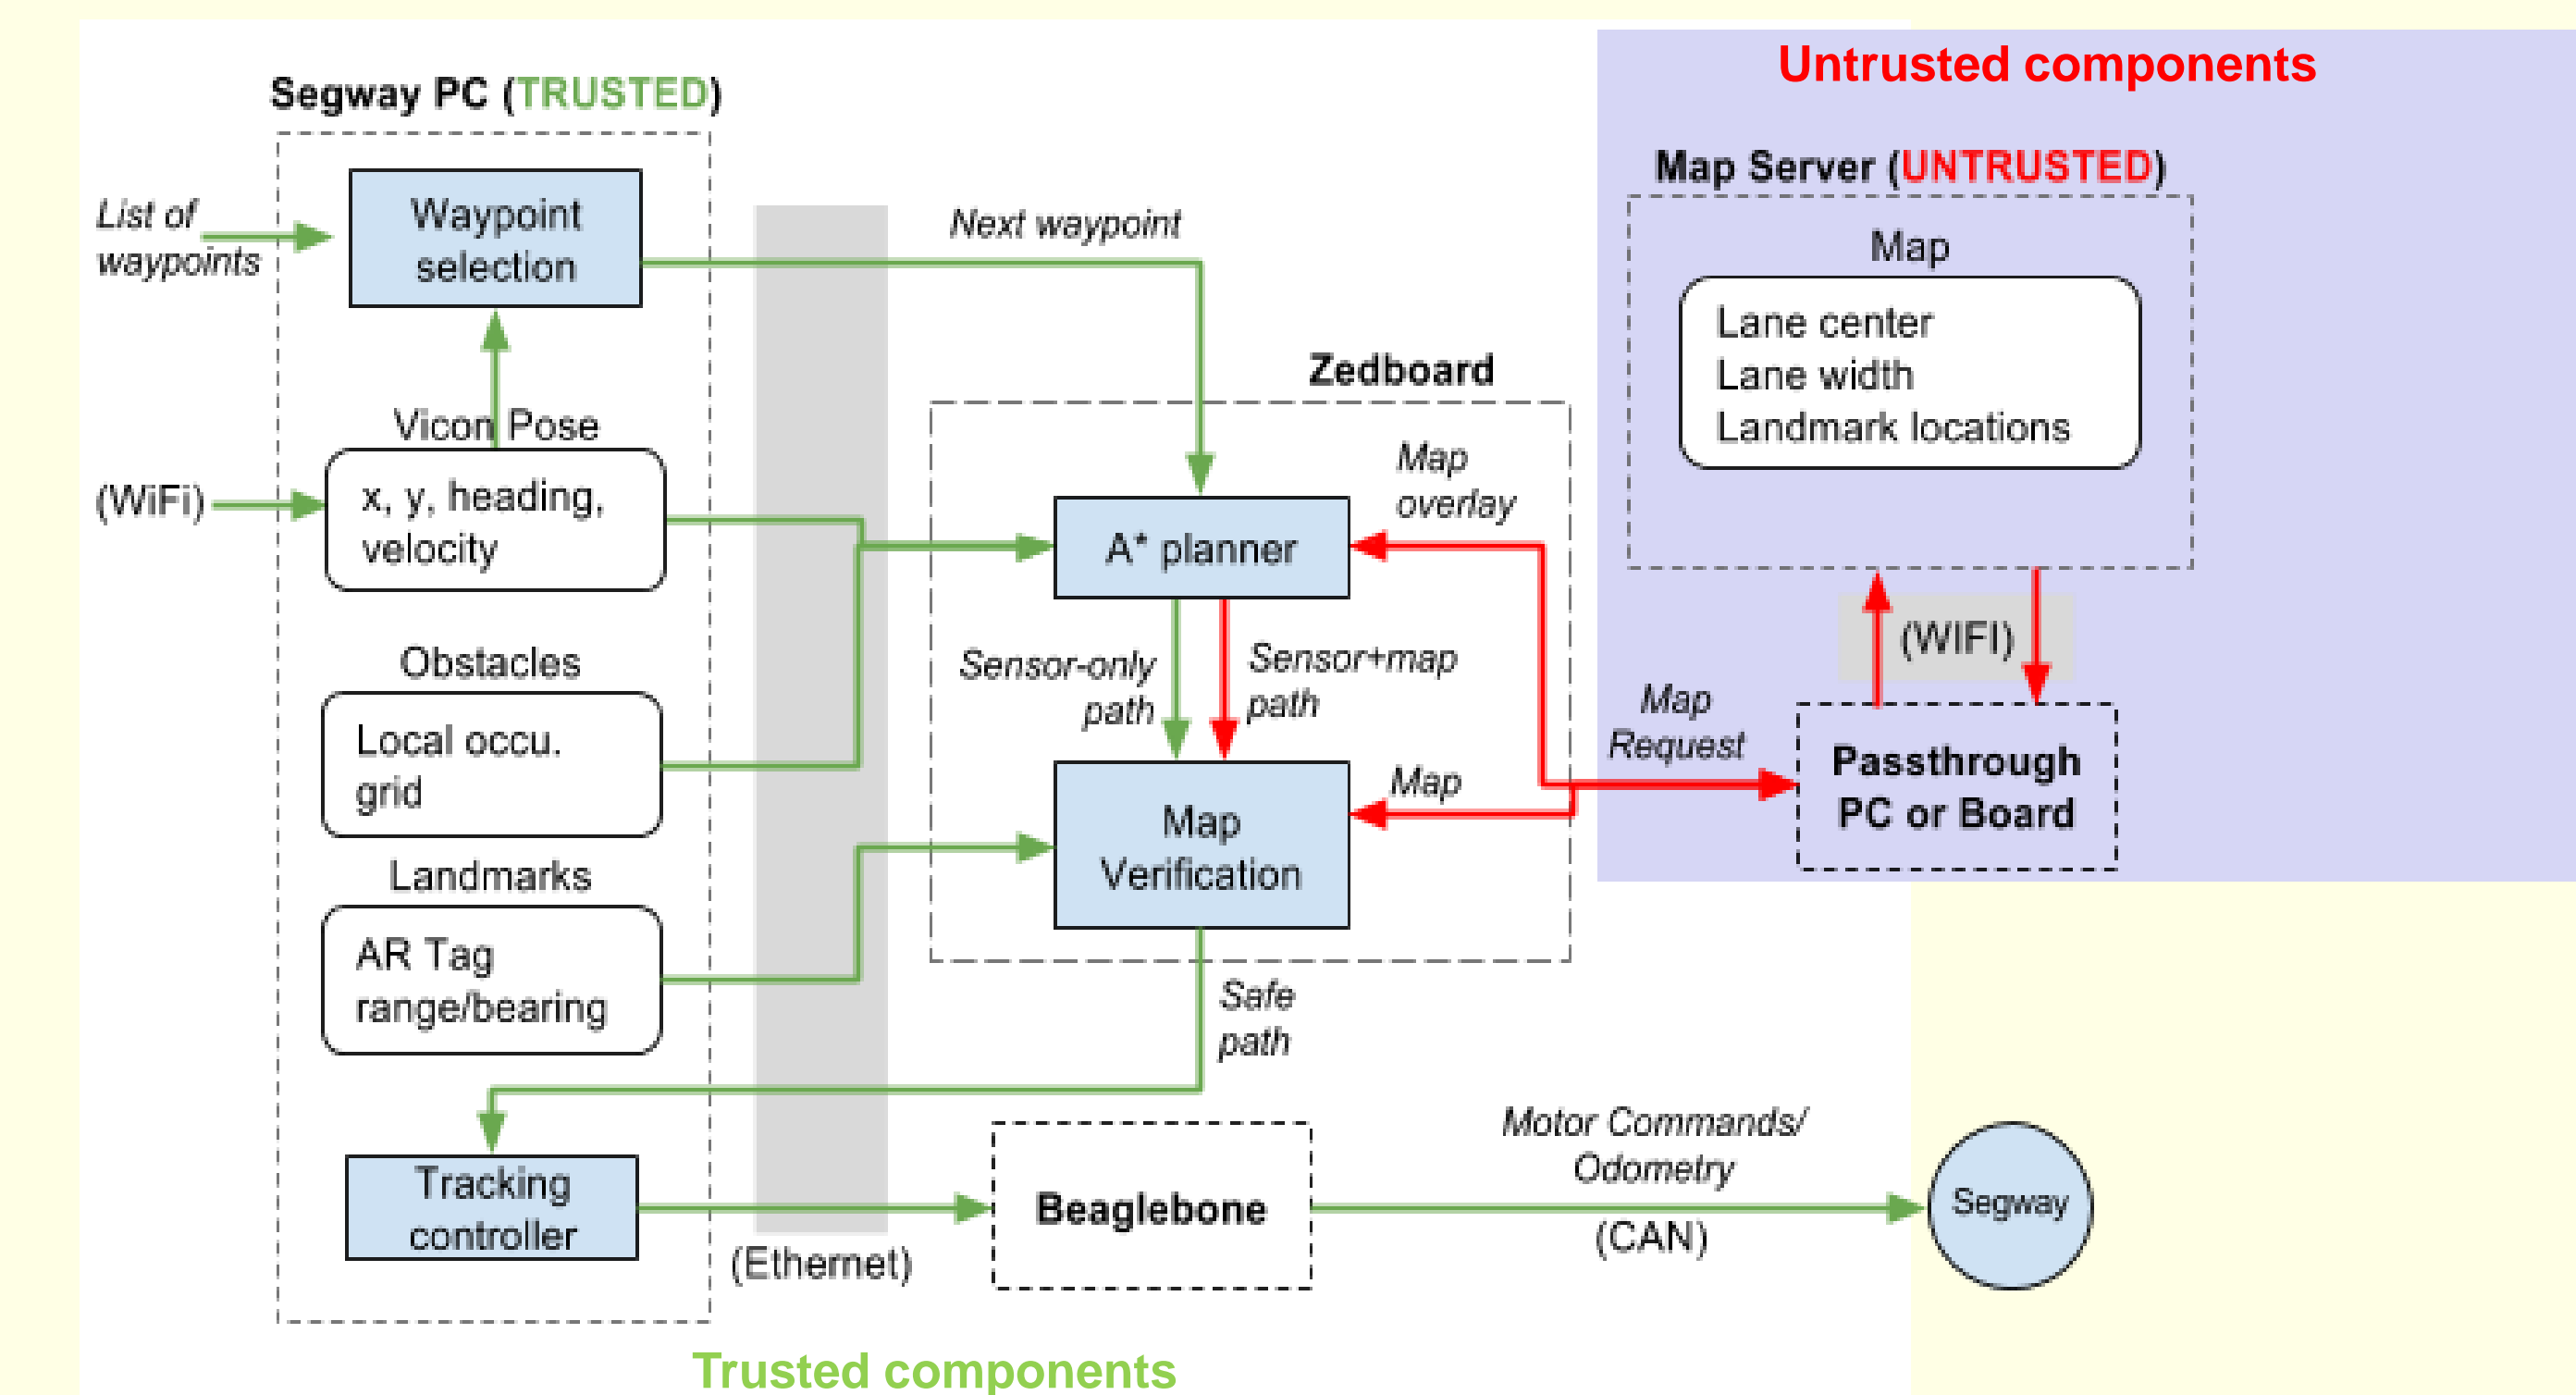 Untrusted components
Segway PC (TRUSTED)
List of
waypoints
Waypoint
selection
Next waypoint
Map Server (UNTRUSTED)
Map
Lane center
Lane width
Landmark locations
Zedboard
Vicon Pose
(WiFi)
x, y, heading,
velocity
Map
overlay
A* planner
(WIFI)
Obstacles
Local occu.
grid
Sensor-only
path
Sensor+map
path
Map
Request
Passthrough
PC or Board
Map
Map
Verification
Landmarks
AR Tag
range/bearing
Safe
path
Tracking
controller
(Ethernet)
Beaglebone
Motor Commands/
Odometry
(CAN)
Segway
Trusted components